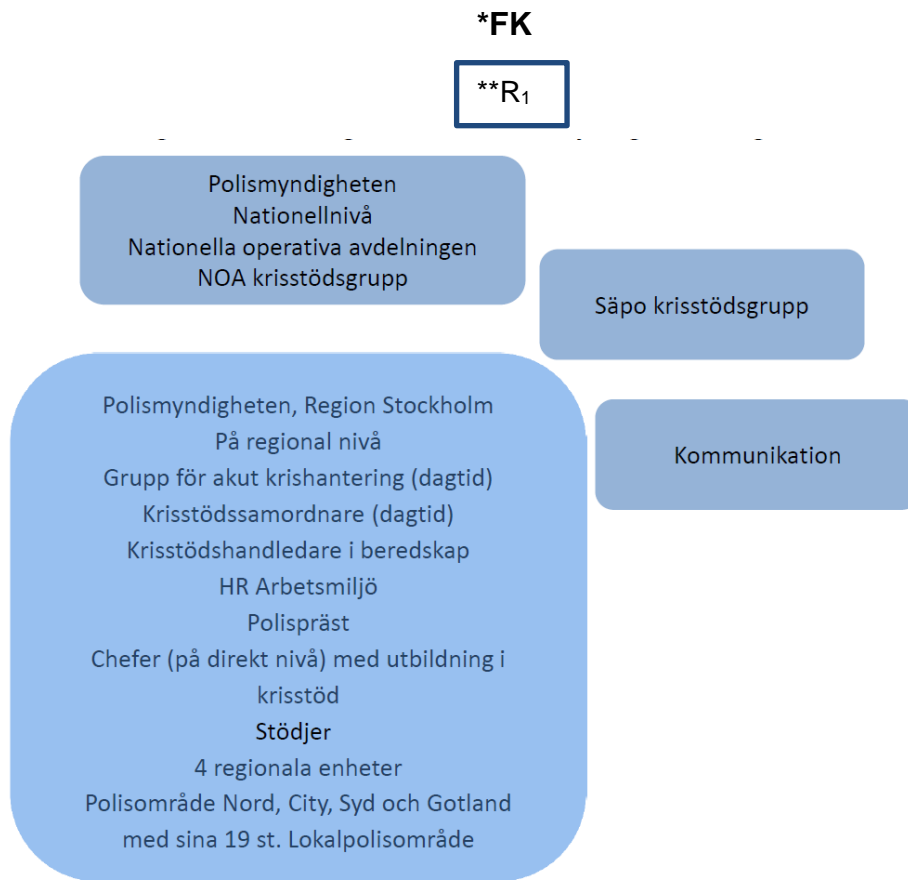 *FK
**R₁
Polismyndigheten
Nationellnivå
Nationella operativa avdelningen
NOA krisstödsgrupp
Säpo krisstödsgrupp
Polismyndigheten, Region Stockholm
På regional nivå
Grupp för akut krishantering (dagtid)
Krisstödssamordnare (dagtid)
Krisstödshandledare i beredskap
HR Arbetsmiljö
Polispräst
Chefer (på direkt nivå) med utbildning i
krisstöd
Stödjer
4 regionala enheter
Polisområde Nord, City, Syd och Gotland
med sina 19 st. Lokalpolisområde
Kommunikation